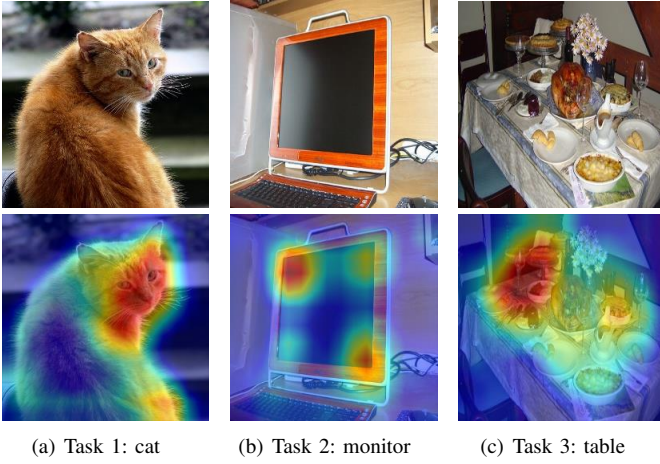 (a) Task 1: cat
(b) Task 2: monitor
(c) Task 3: table